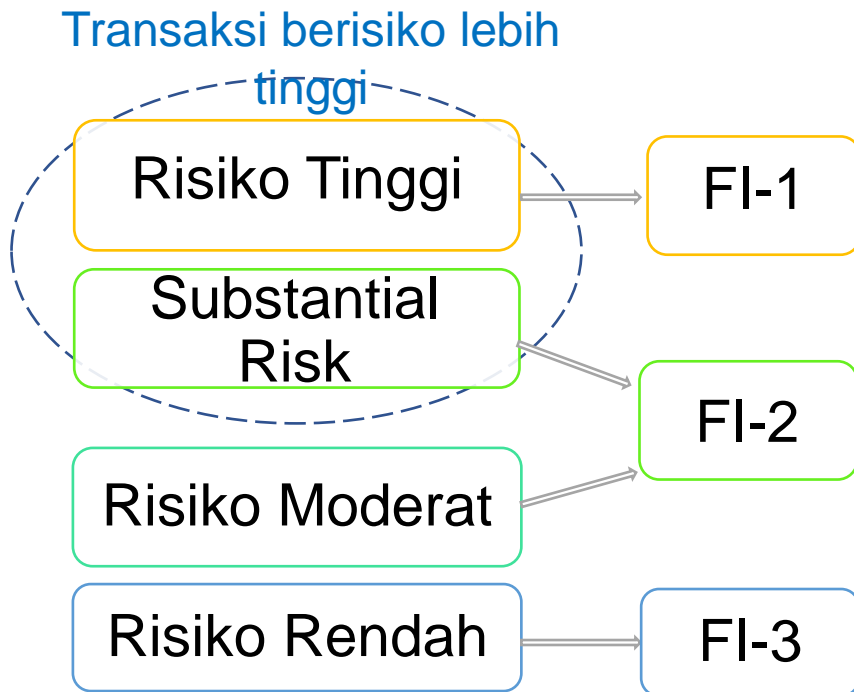 Transaksi berisiko lebih
tinggi
Risiko Tinggi
FI-1
Substantial
Risk
FI-2
Risiko Moderat
Risiko Rendah
FI-3